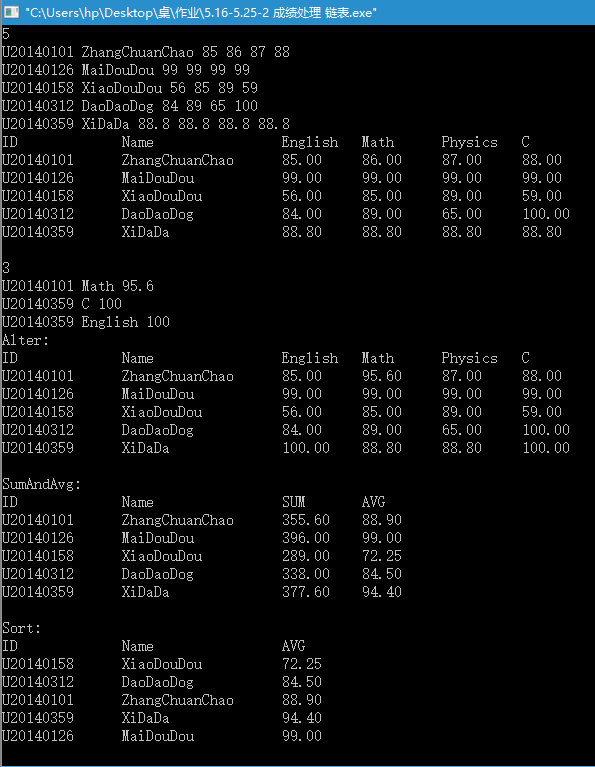 "C:\Users\hp\Desktop\桌\作业\5.16-5.25-2 成绩处理 链表.exe"
5
U20140101 ZhangChuanChao 85 86 87 88
U20140126 MaiDouDou 99 99 99 99
U20140158 XiaoDouDou 56 85 89 59
U20140312 DaoDaoDog 84 89 65 100
U20140359 XiDaDa 88.8 88.8 88.8 88.8
ID Name English Math Physics C
U20140101 ZhangChuanChao 85.00 86.00 87.00 88.00
U20140126 MaiDouDou 99.00 99.00 99.00 99.00
U20140158 XiaoDouDou 56.00 85.00 89.00 59.00
U20140312 DaoDaoDog 84.00 89.00 65.00 100.00
U20140359 XiDaDa 88.80 88.80 88.80 88.80
3
U20140101 Math 95.6
U20140359 C 100
U20140359 English 100
Alter:
ID Name English Math Physics C
U20140101 ZhangChuanChao 85.00 95.60 87.00 88.00
U20140126 MaiDouDou 99.00 99.00 99.00 99.00
U20140158 XiaoDouDou 56.00 85.00 89.00 59.00
U20140312 DaoDaoDog 84.00 89.00 65.00 100.00
U20140359 XiDaDa 100.00 88.80 88.80 100.00
SumAndAvg:
ID Name SUM AVG
U20140101 ZhangChuanChao 355.60 88.90
U20140126 MaiDouDou 396.00 99.00
U20140158 XiaoDouDou 289.00 72.25
U20140312 DaoDaoDog 338.00 84.50
U20140359 XiDaDa 377.60 94.40
Sort:
ID Name AVG
U20140158 XiaoDouDou 72.25
U20140312 DaoDaoDog 84.50
U20140101 ZhangChuanChao 88.90
U20140359 XiDaDa 94.40
U20140126 MaiDouDou 99.00